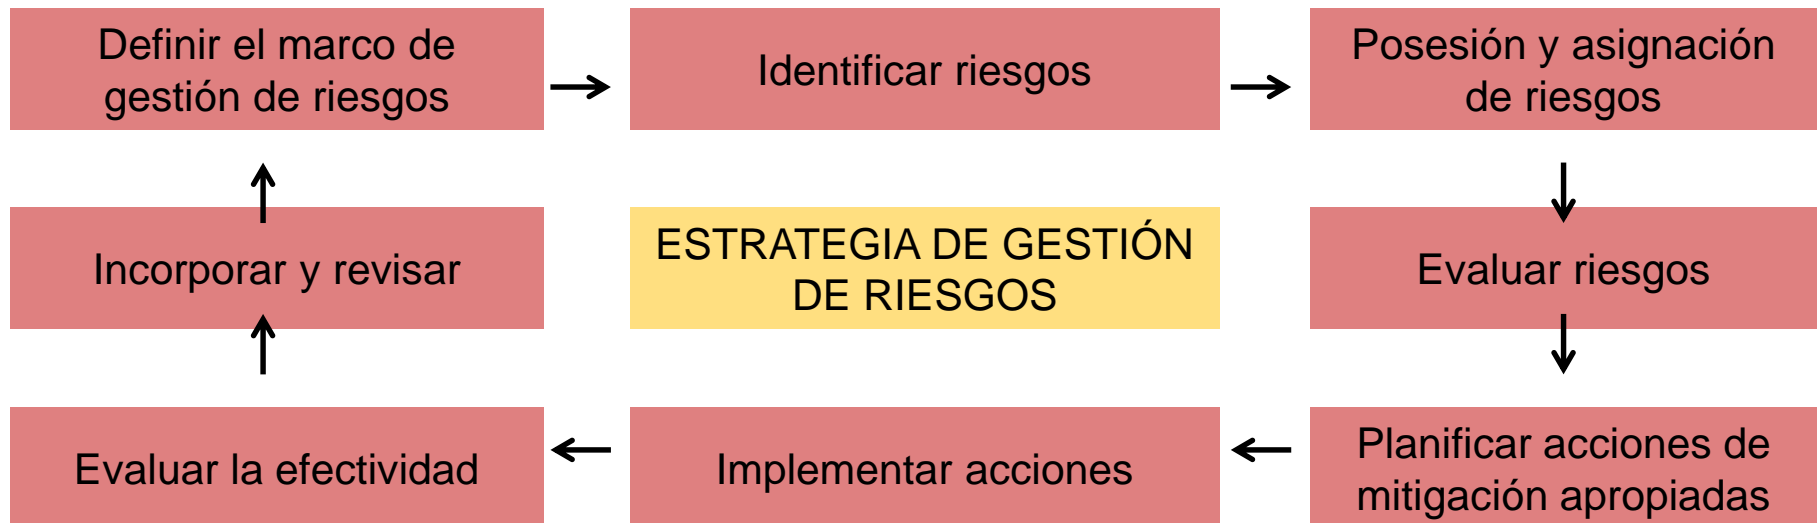 Definir el marco de
gestión de riesgos
Identificar riesgos
Posesión y asignación
de riesgos
Incorporar y revisar
ESTRATEGIA DE GESTIÓN
DE RIESGOS
Evaluar riesgos
Evaluar la efectividad
Implementar acciones
Planificar acciones de
mitigación apropiadas